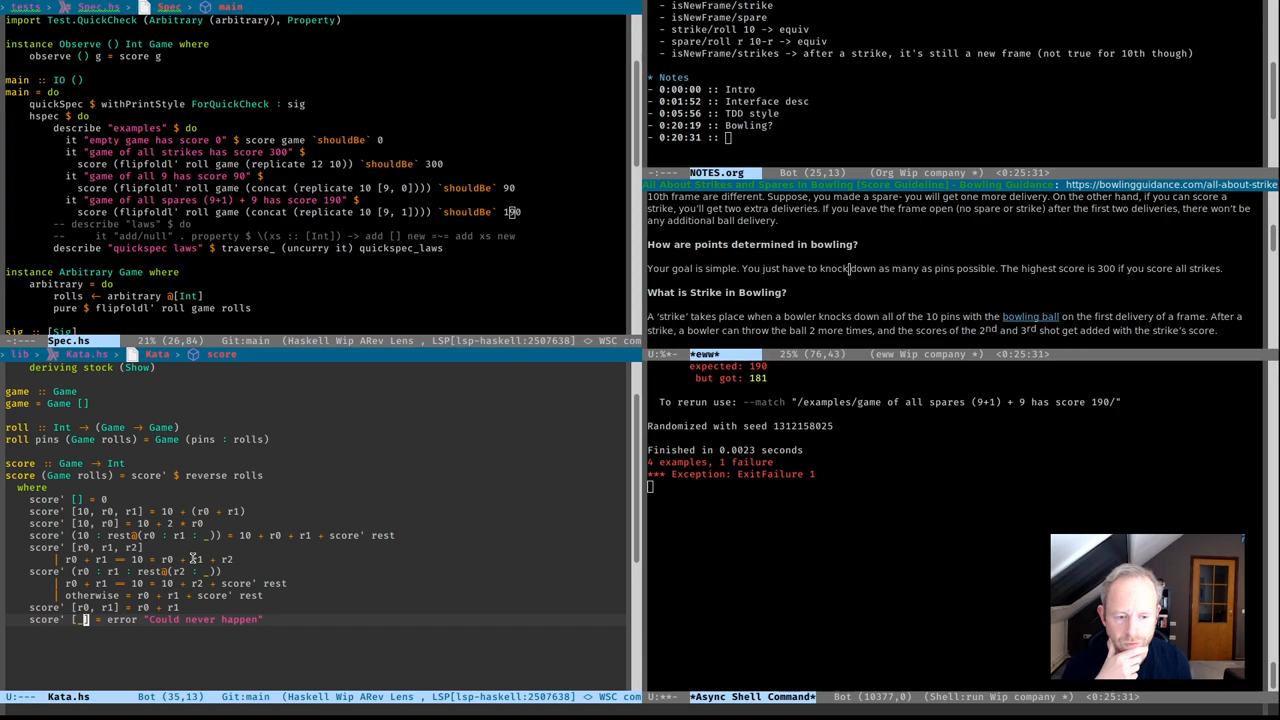 tests > Spec.hs > Spec > main
import Test.QuickCheck (Arbitrary (arbitrary), Property)
instance Observe () Int Game where
observe () g = score g
main :: IO ()
main = do
quickSpec $ withPrintStyle ForQuickCheck : sig
hspec $ do
describe "examples" $ do
it "empty game has score 0" $ score game `shouldBe` 0
it "game of all strikes has score 300" $
score (flipfoldl' roll game (replicate 12 10)) `shouldBe` 300
it "game of all 9 has score 90" $
score (flipfoldl' roll game (concat (replicate 10 [9, 0]))) `shouldBe` 90
it "game of all spares (9+1) + 9 has score 190" $
score (flipfoldl' roll game (concat (replicate 10 [9, 1]))) `shouldBe` 190
-- describe "laws" $ do
-- it "add/null" . property $ \(xs :: [Int]) -> add [] new =~= add xs new
describe "quickspec laws" $ traverse_ (uncurry it) quickspec_laws
instance Arbitrary Game where
arbitrary = do
rolls ← arbitrary @[Int]
pure $ flipfoldl' roll game rolls
sig :: [Sig]
-:--- Spec.hs 21% (26,84) Git:main (Haskell Wip ARev Lens , LSP[lsp-haskell:2507638] <> WSC com
lib > Kata.hs > Kata > score
deriving stock (Show)
game :: Game
game = Game []
roll :: Int → (Game → Game)
roll pins (Game rolls) = Game (pins : rolls)
score :: Game → Int
score (Game rolls) = score' $ reverse rolls
where
score' [] = 0
score' [10, r0, r1] = 10 + (r0 + r1)
score' [10, r0] = 10 + 2 * r0
score' (10 : rest@(r0 : r1 : _)) = 10 + r0 + r1 + score' rest
score' [r0, r1, r2]
| r0 + r1 == 10 = r0 + r1 + r2
score' (r0 : r1 : rest@(r2 : _))
| r0 + r1 == 10 = 10 + r2 + score' rest
| otherwise = r0 + r1 + score' rest
score' [r0, r1] = r0 + r1
score' [_] = error "Could never happen"
U:--- Kata.hs Bot (35,13) Git:main (Haskell Wip ARev Lens , LSP[lsp-haskell:2507638] <> WSC com
- isNewFrame/strike
- isNewFrame/spare
- strike/roll 10 -> equiv
- spare/roll r 10-r -> equiv
- isNewFrame/strikes -> after a strike, it's still a new frame (not true for 10th though)
* Notes
- 0:00:00 :: Intro
- 0:01:52 :: Interface desc
- 0:05:56 :: TDD style
- 0:20:19 :: Bowling?
- 0:20:31 ::
-:--- NOTES.org Bot (25,13) (Org Wip company *) <0:25:31>
All About Strikes and Spares in Bowling [Score Guideline] - Bowling Guidance: https://bowlingguidance.com/all-about-strike
10th frame are different. Suppose, you made a spare- you will get one more delivery. On the other hand, if you can score a
strike, you'll get two extra deliveries. If you leave the frame open (no spare or strike) after the first two deliveries, there won't be
any additional ball delivery.
How are points determined in bowling?
Your goal is simple. You just have to knock down as many as pins possible. The highest score is 300 if you score all strikes.
What is Strike in Bowling?
A 'strike' takes place when a bowler knocks down all of the 10 pins with the bowling ball on the first delivery of a frame. After a
strike, a bowler can throw the ball 2 more times, and the scores of the 2nd and 3rd shot get added with the strike's score.
U:%*- *eww* 25% (76,43) (eww Wip company *) <0:25:31>
expected: 190
but got: 181
To rerun use: --match "/examples/game of all spares (9+1) + 9 has score 190/"
Randomized with seed 1312158025
Finished in 0.0023 seconds
4 examples, 1 failure
*** Exception: ExitFailure 1
U:**- *Async Shell Command* Bot (10377,0) (Shell:run Wip company *) <0:25:31>